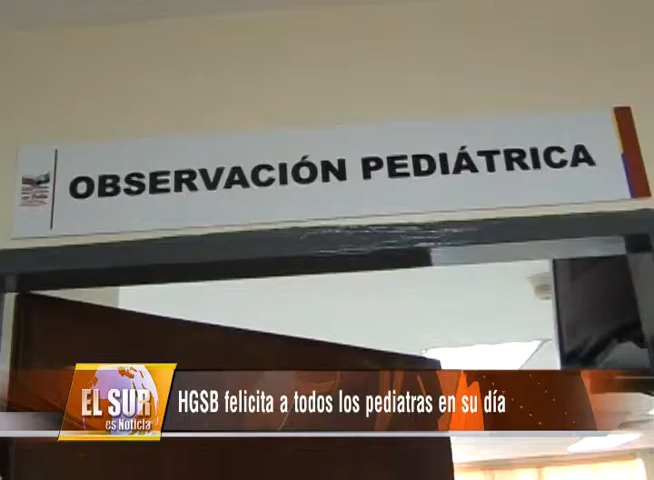 OBSERVACIÓN PEDIÁTRICA
EL SUR
es Noticia
HGSB felicita a todos los pediatras en su día